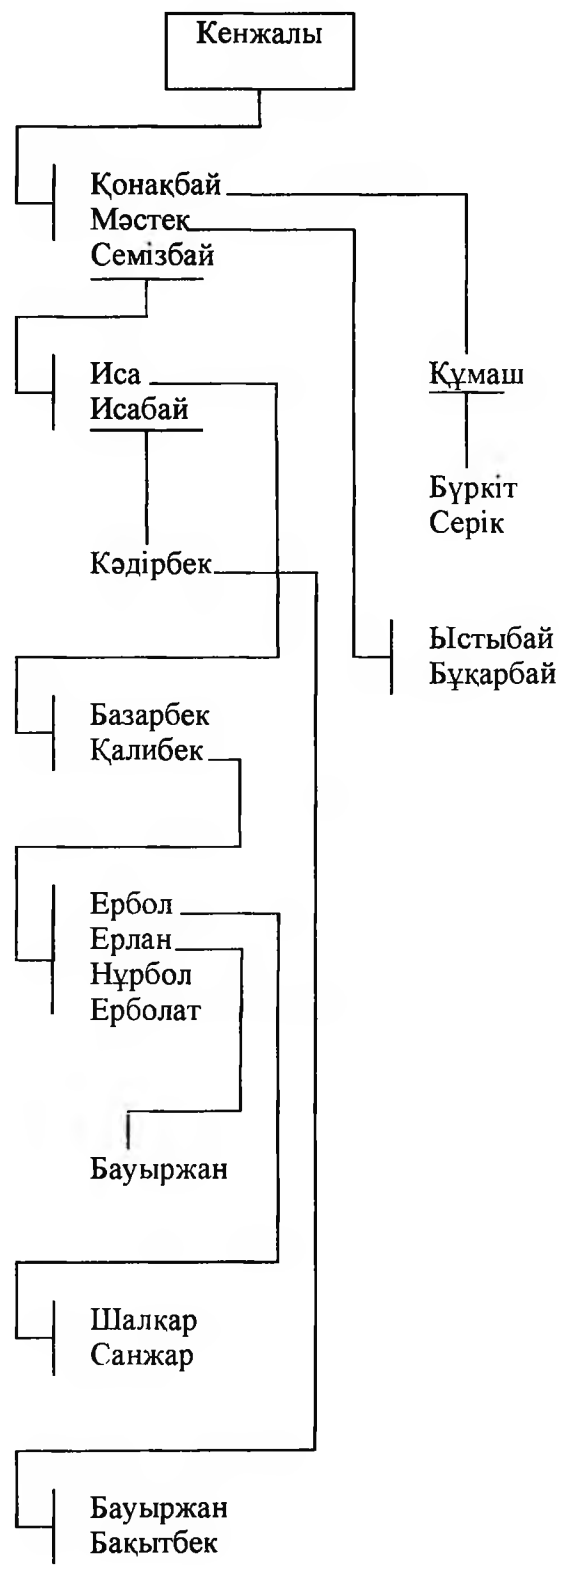 Кенжалы
Қонақбай
Мәстек
Семізбай
Иса
Исабай
Құмаш
Бүркіт
Серік
Кәдірбек
Ыстыбай
Бұқарбай
Базарбек
Қалибек
Ербол
Ерлан
Нұрбол
Ерболат
Бауыржан
Шалқар
Санжар
Бауыржан
Бақытбек